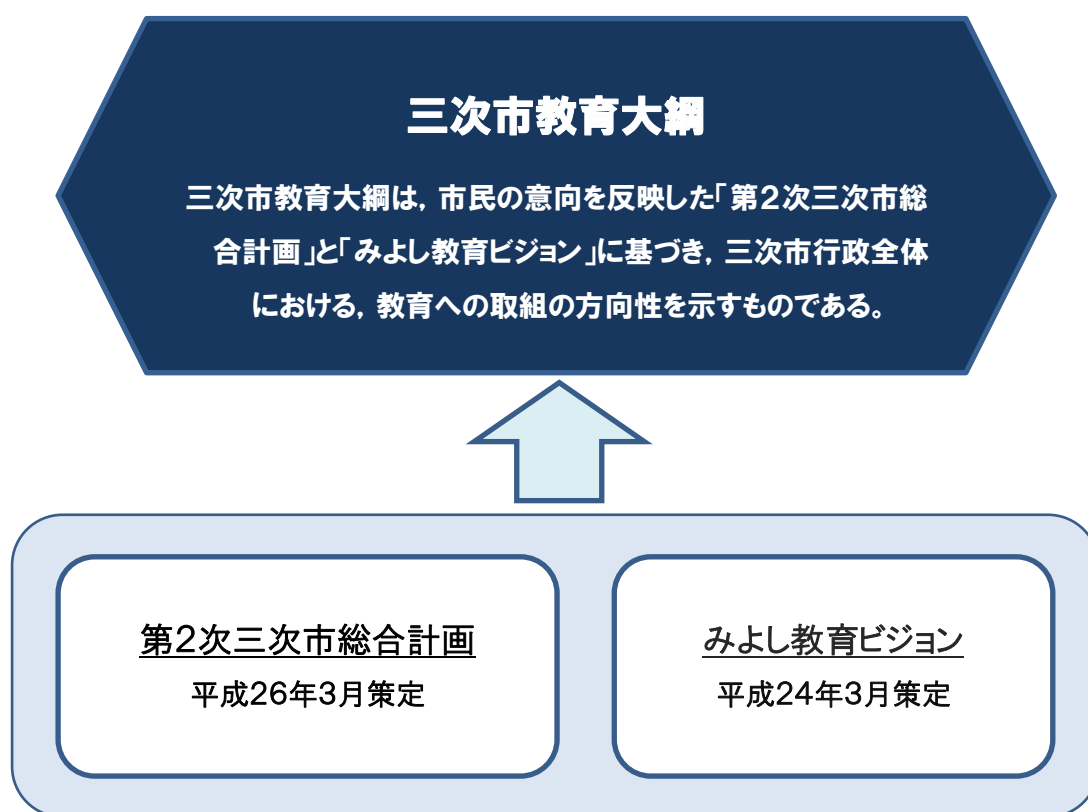 三次市教育大綱
三次市教育大綱は，市民の意向を反映した「第２次三次市総
合計画」と「みよし教育ビジョン」に基づき，三次市行政全体
における，教育への取組の方向性を示すものである。
第２次三次市総合計画
平成２６年３月策定
みよし教育ビジョン
平成２４年３月策定